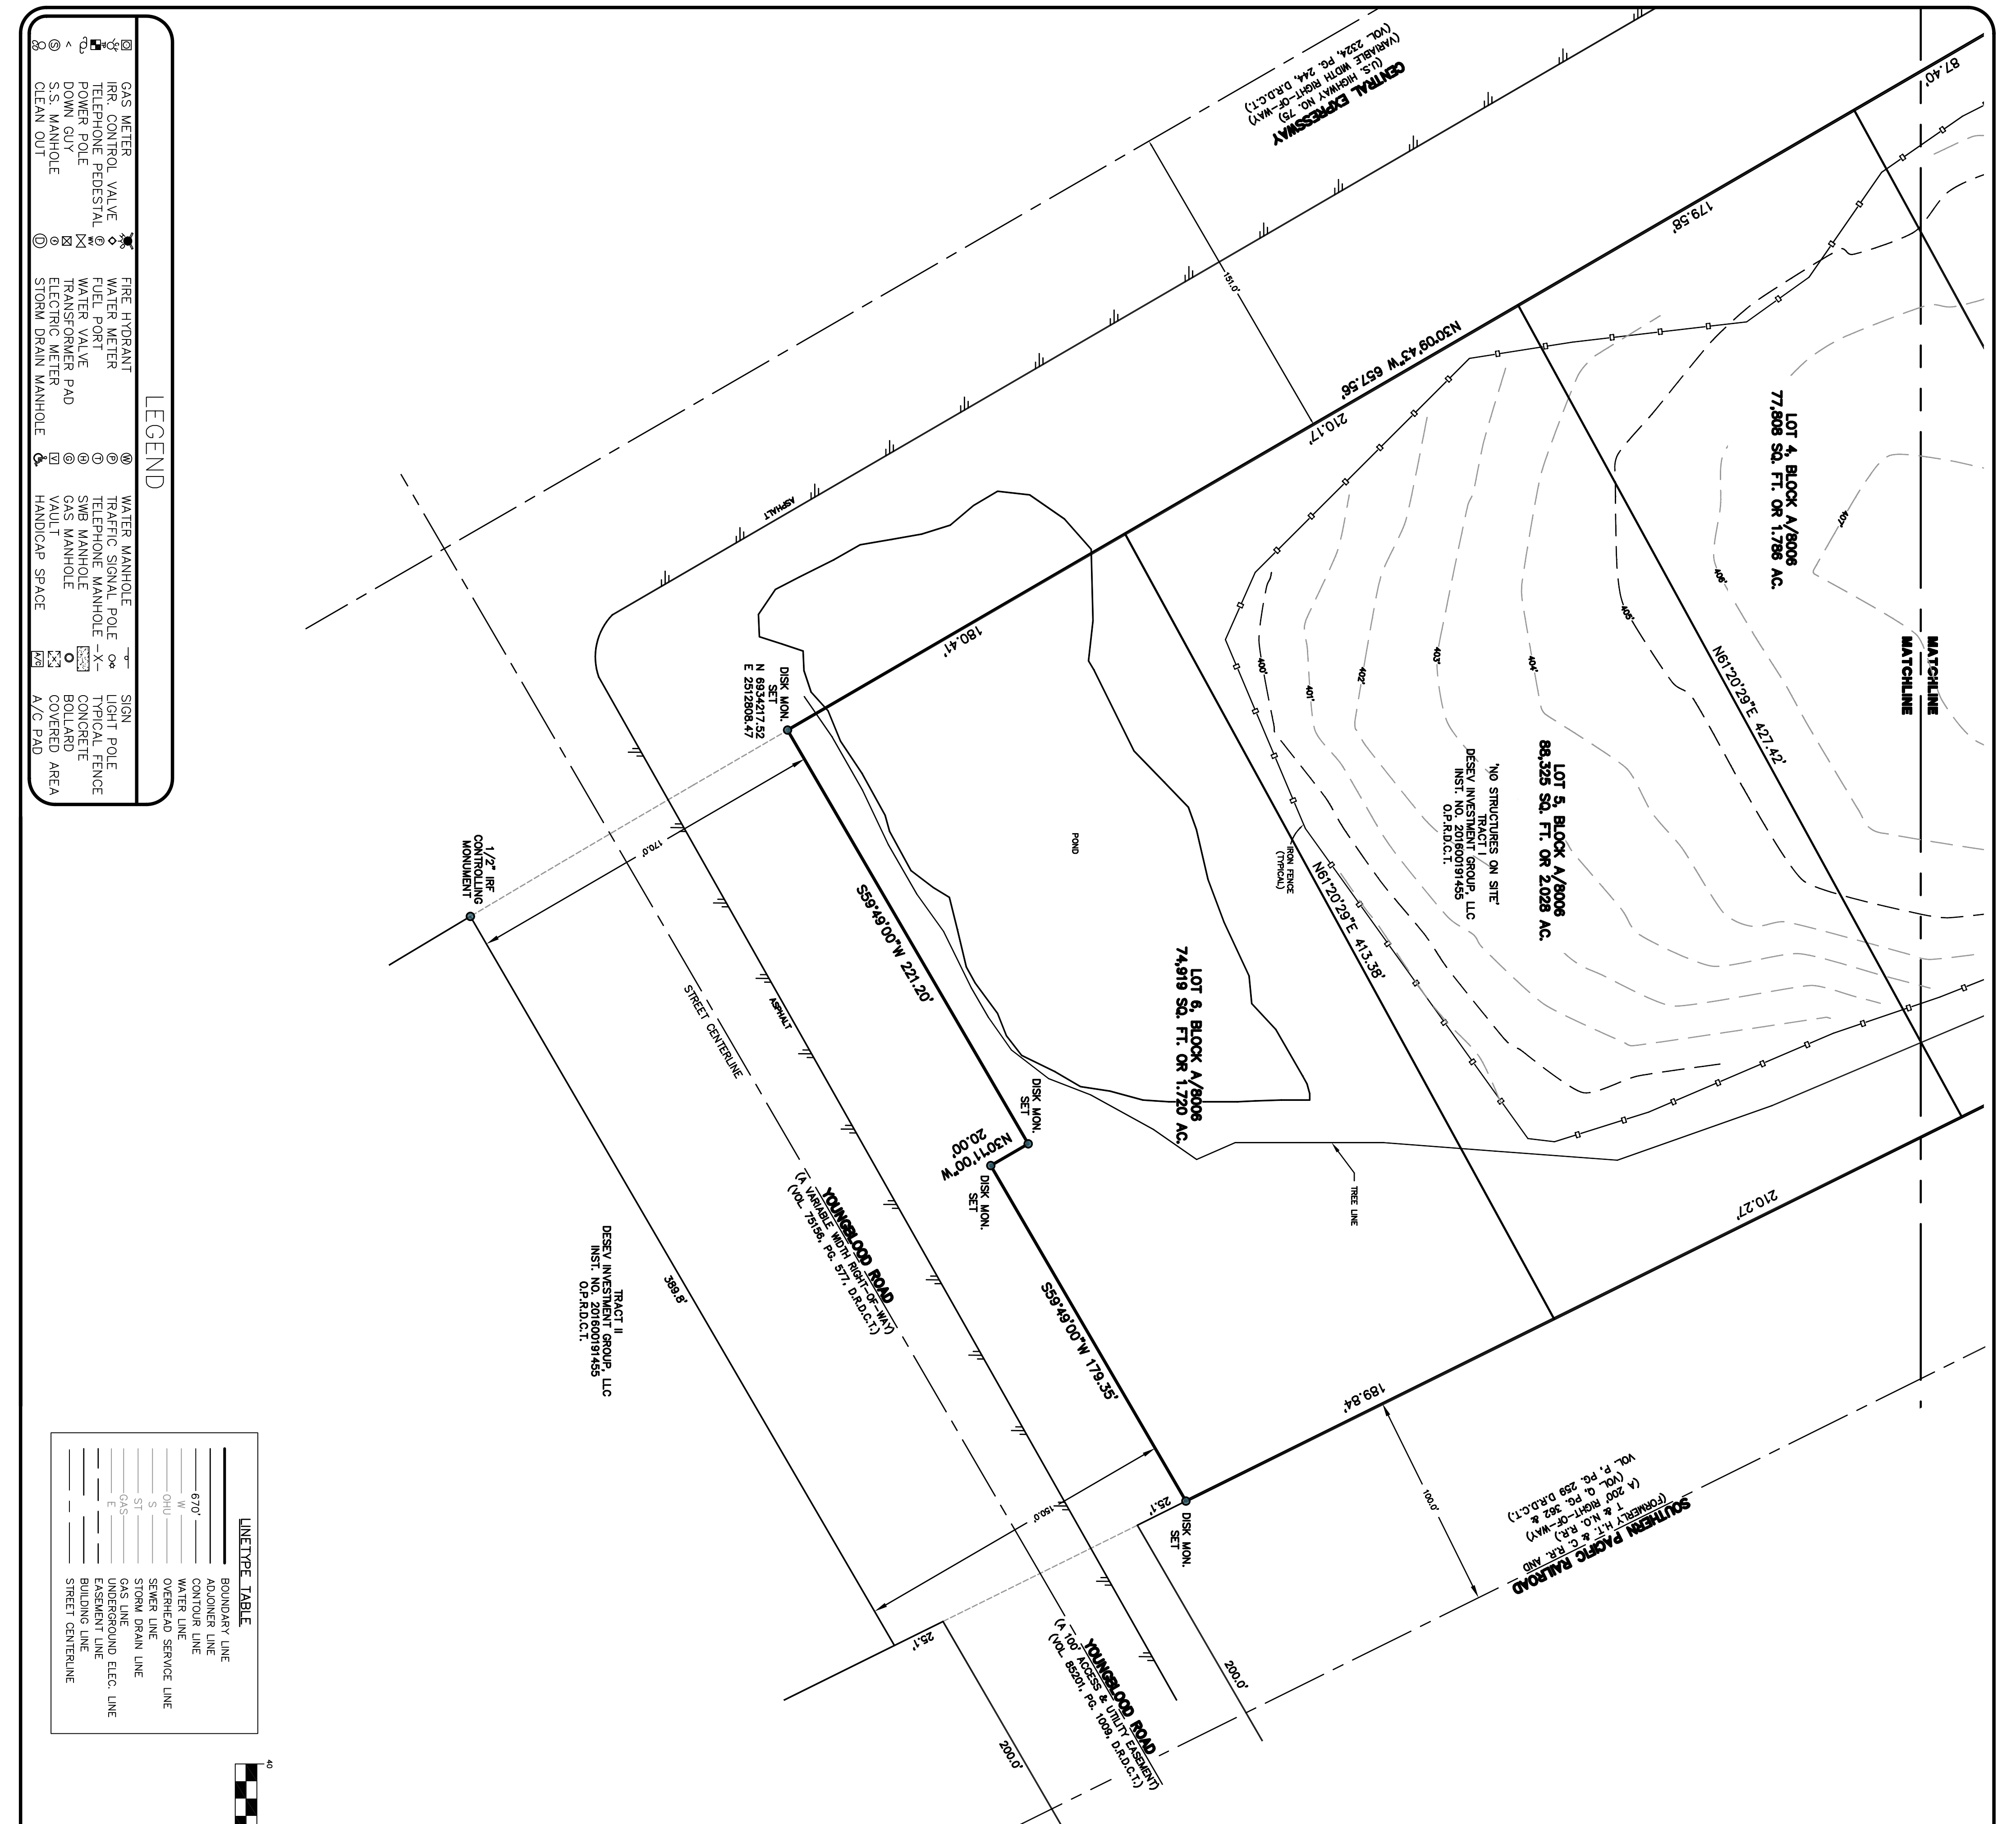 LEGEND
GAS METER
IRR. CONTROL VALVE
TELEPHONE PEDESTAL
POWER POLE
DOWN GUY
S.S. MANHOLE
CLEAN OUT
FIRE HYDRANT
WATER METER
FUEL PORT
WATER VALVE
TRANSFORMER PAD
ELECTRIC METER
STORM DRAIN MANHOLE
WATER MANHOLE
TRAFFIC SIGNAL POLE
TELEPHONE MANHOLE
SWB MANHOLE
GAS MANHOLE
VAULT
HANDICAP SPACE
SIGN
LIGHT POLE
TYPICAL FENCE
CONCRETE
BOLLARD
COVERED AREA
A/C PAD
CENTRAL EXPRESSWAY
(U.S. HIGHWAY NO. 75)
(VARIABLE WIDTH RIGHT-OF-WAY)
(VOL. 2324, PG. 244, D.R.D.C.T.)
87.40'
179.58'
151.0'
N30°09'43"W 657.56'
210.17'
180.41'
ASPHALT
LOT 4, BLOCK A/8006
77,808 SQ. FT. OR 1.786 AC.
407'
406'
405'
404'
403'
402'
401'
400'
MATCHLINE
MATCHLINE
N61°20'29"E 427.42'
LOT 5, BLOCK A/8006
88,325 SQ. FT. OR 2.028 AC.
'NO STRUCTURES ON SITE'
TRACT I
DESEV INVESTMENT GROUP, LLC
INST. NO. 201600191455
O.P.R.D.C.T.
IRON FENCE
(TYPICAL)
N61°20'29"E 413.38'
POND
LOT 6, BLOCK A/8006
74,919 SQ. FT. OR 1.720 AC.
DISK MON.
SET
N 6934217.52
E 2512808.47
170.0'
1/2" IRF
CONTROLLING
MONUMENT
S59°49'00"W 221.20'
DISK MON.
SET
N30°11'00"W
20.00'
DISK MON.
SET
S59°49'00"W 179.35'
STREET CENTERLINE
ASPHALT
TREE LINE
210.27'
189.84'
100.0'
YOUNGBLOOD ROAD
(A VARIABLE WIDTH RIGHT-OF-WAY)
(VOL. 75156, PG. 577, D.R.D.C.T.)
389.8'
TRACT II
DESEV INVESTMENT GROUP, LLC
INST. NO. 201600191455
O.P.R.D.C.T.
SOUTHERN PACIFIC RAILROAD
(FORMERLY H.T. & C. R.R. AND
T & N.O. R.R.)
(A 200' RIGHT-OF-WAY)
(VOL. Q, PG. 362 &
VOL. P, PG. 259 D.R.D.C.T.)
DISK MON.
SET
25.1'
150.0'
25.1'
200.0'
200.0'
YOUNGBLOOD ROAD
(A 100' ACCESS & UTILITY EASEMENT)
(VOL. 85201, PG. 1009, D.R.D.C.T.)
LINETYPE TABLE
BOUNDARY LINE
ADJOINER LINE
670' CONTOUR LINE
W WATER LINE
OHU OVERHEAD SERVICE LINE
S SEWER LINE
ST STORM DRAIN LINE
GAS GAS LINE
E UNDERGROUND ELEC. LINE
EASEMENT LINE
BUILDING LINE
STREET CENTERLINE
40